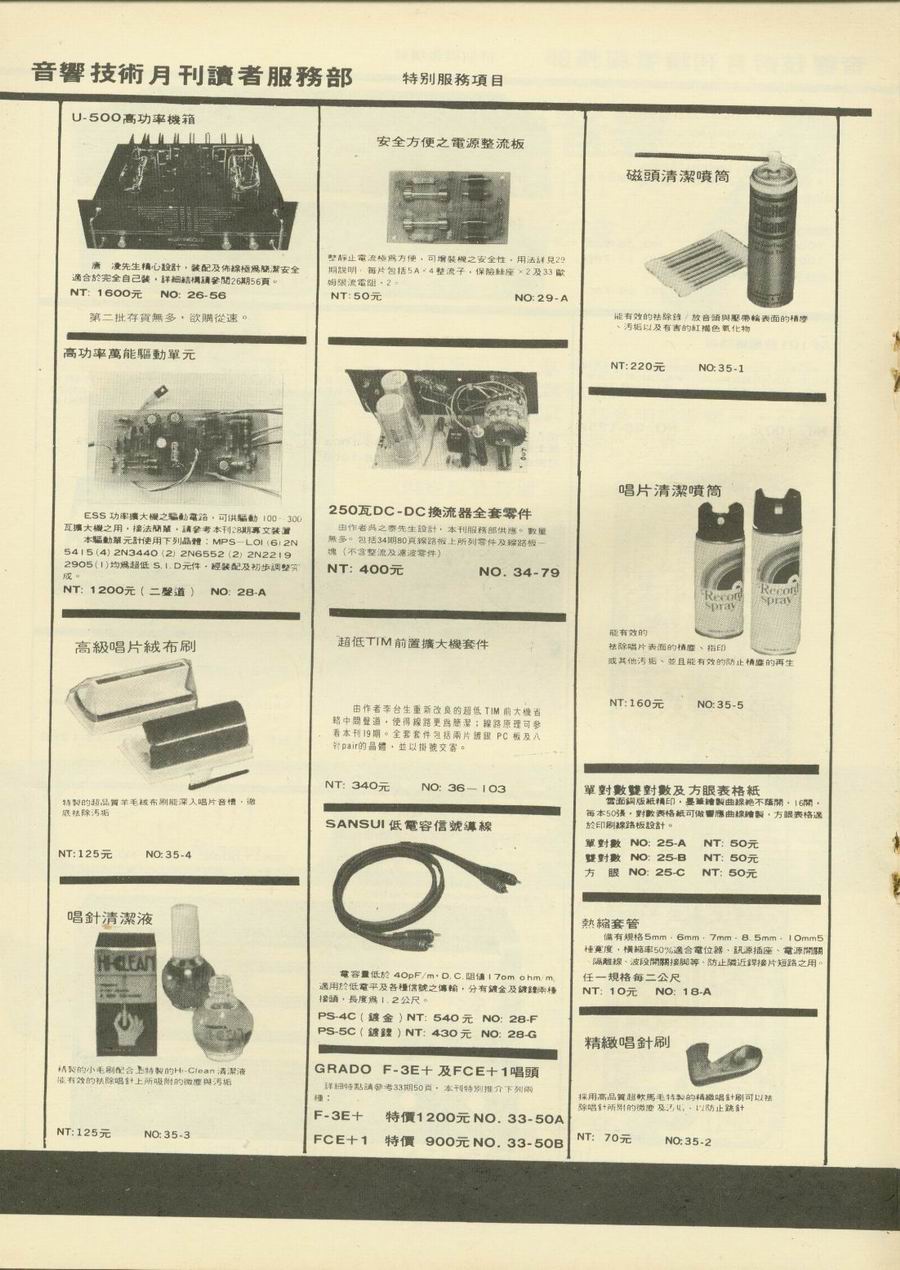 音響技術月刊讀者服務部
特別服務項目
U-500高功率機箱
唐 凌先生精心設計，裝配及佈線極為簡潔安全
適合於完全自己裝，詳細結構請參閱26期56頁。
NT: 1600元 NO: 26-56
第二批存貨無多，欲購從速。
高功率萬能驅動單元
ESS 功率擴大機之驅動電路，可供驅動 100-300
瓦擴大機之用，接法簡單，請參考本刊28期專文裝置
本驅動單元計使用下列晶體：MPS-L01(6) 2N
5415(4) 2N3440(2) 2N6552(2) 2N2219
2905(1)均為超低 S.I.D元件，經裝配及初步調整完
成。
NT: 1200元（二聲道） NO: 28-A
高級唱片絨布刷
特製的超品質羊毛絨布刷能深入唱片音槽，徹
底袪除汚垢
NT:125元 NO:35-4
唱針清潔液
HI-CLEAN
精製的小毛刷配合上特製的Hi-Clean 清潔液
能有效的袪除唱針上所吸附的微塵與汚垢
NT:125元 NO:35-3
安全方便之電源整流板
整靜止電流極為方便，可增裝機之安全性，用法詳見29
期說明，每片包括5A×4整流子，保險絲座×2及33歐
姆限流電阻×2。
NT:50元 NO:29-A
250瓦DC-DC換流器全套零件
由作者吳之泰先生設計，本刊服務部供應。數量
無多。包括34期80頁線路板上所列零件及線路板一
塊（不含整流及濾波零件）
NT: 400元 NO. 34-79
超低TIM前置擴大機套件
由作者李台生重新改良的超低 TIM 前大機省
略中間聲道，使得線路更為簡潔；線路原理可參
看本刊19期。全套套件包括兩片鍍銀 PC 板及八
對pair的晶體，並以掛號交寄。
NT: 340元 NO: 36-103
SANSUI 低電容信號導線
電容量低於 40pF/m，D.C.阻值 17om ohm/m,
適用於低電平及各種信號之傳輸，分有鍍金及鍍鎳兩種
接頭，長度為 1.2公尺。
PS-4C（鍍金）NT: 540元 NO: 28-F
PS-5C（鍍鎳）NT: 430元 NO: 28-G
GRADO F-3E+ 及FCE+1唱頭
詳細特點請參考33期50頁，本刊特別推介下列兩
種：
F-3E+ 特價1200元 NO. 33-50A
FCE+1 特價 900元 NO. 33-50B
磁頭清潔噴筒
Cleaner
能有效的袪除錄／放音頭與壓帶輪表面的積塵
、汚垢以及有害的紅褐色氧化物
NT:220元 NO:35-1
唱片清潔噴筒
Record
spray
Record
spray
能有效的
袪除唱片表面的積塵、指印
或其他汚垢、並且能有效的防止積塵的再生
NT:160元 NO:35-5
單對數雙對數及方眼表格紙
雪面銅版紙精印，墨筆繪製曲線絕不落開，16開，
每本50張，對數表格紙可做響應曲線繪製，方眼表格適
於印刷線路板設計。
單對數 NO: 25-A NT: 50元
雙對數 NO: 25-B NT: 50元
方 眼 NO: 25-C NT: 50元
熱縮套管
備有規格5mm，6mm，7mm，8.5mm，10mm5
種寬度，橫縮率50%適合電位器、訊源插座、電源開關
、隔離線、波段開關接脚等、防止隣近銲接片短路之用。
任一規格每二公尺
NT: 10元 NO: 18-A
精緻唱針刷
採用高品質超軟馬毛特製的精緻唱針刷可以袪
除唱針所附的微塵及汚垢，以防止跳針
NT: 70元 NO:35-2